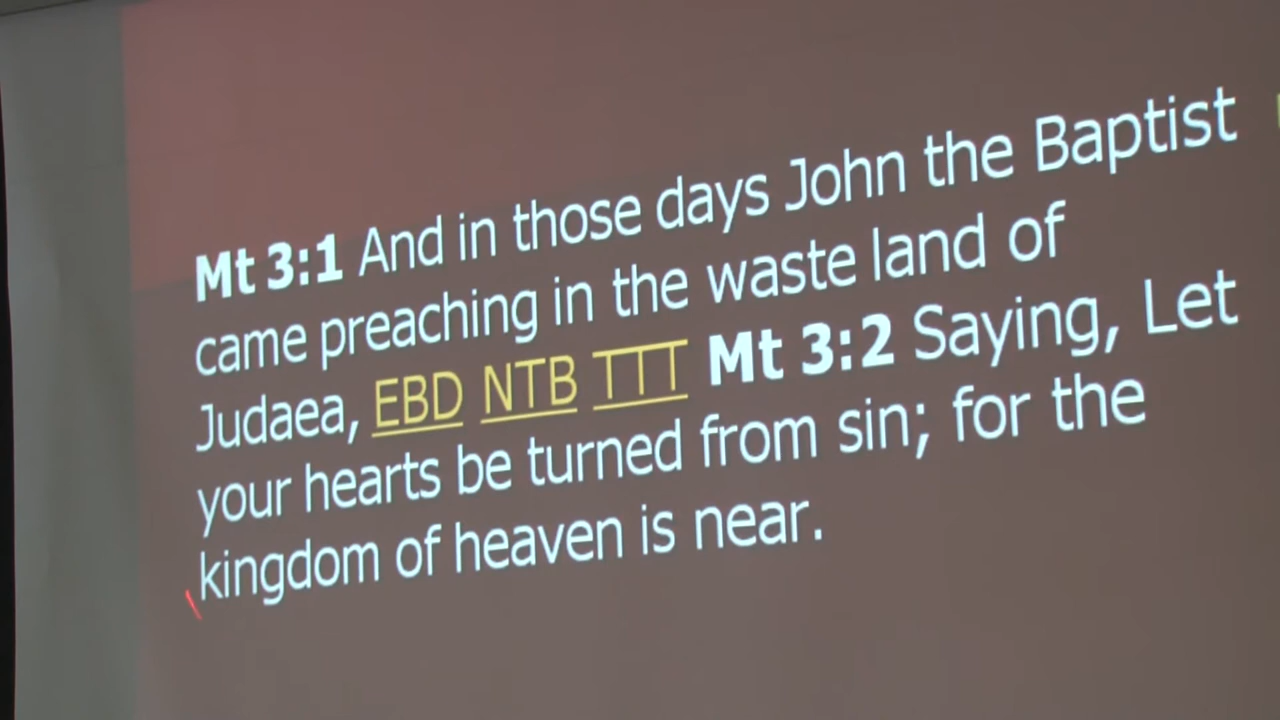 Mt 3:1 And in those days John the Baptist
came preaching in the waste land of
Judaea, EBD NTB TTT Mt 3:2 Saying, Let
your hearts be turned from sin; for the
kingdom of heaven is near.